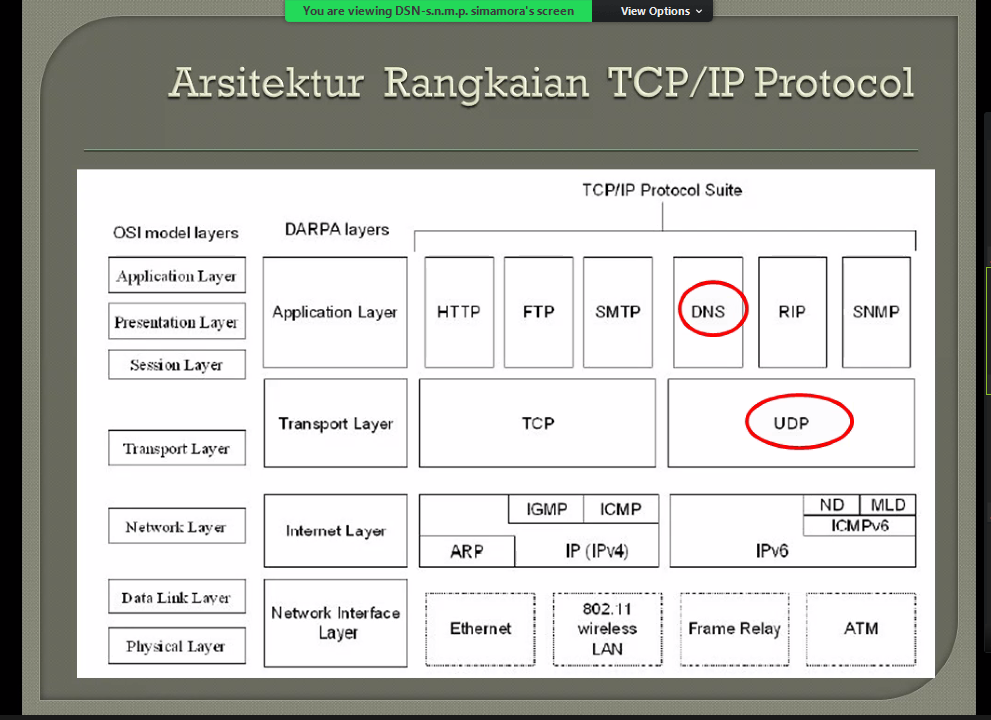 You are viewing DSN-s.n.m.p. simamora's screen
View Options
Arsitektur Rangkaian TCP/IP Protocol
TCP/IP Protocol Suite
OSI model layers
DARPA layers
Application Layer
Presentation Layer
Session Layer
Application Layer
HTTP
FTP
SMTP
DNS
RIP
SNMP
Transport Layer
Transport Layer
TCP
UDP
Network Layer
Internet Layer
IGMP
ICMP
ARP
IP (IPv4)
ND
MLD
ICMPv6
IPv6
Data Link Layer
Physical Layer
Network Interface
Layer
Ethernet
802.11
wireless
LAN
Frame Relay
ATM